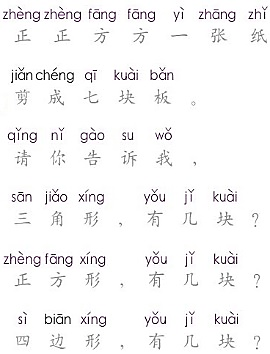 zhèng zhèng fāng fāng yì zhāng zhǐ
正正方方一张纸
jiǎn chéng qī kuài bǎn
剪成七块板。
qǐng nǐ gào su wǒ
请你告诉我，
sān jiǎo xíng yǒu jǐ kuài
三角形，有几块？
zhèng fāng xíng yǒu jǐ kuài
正方形，有几块？
sì biān xíng yǒu jǐ kuài
四边形，有几块？